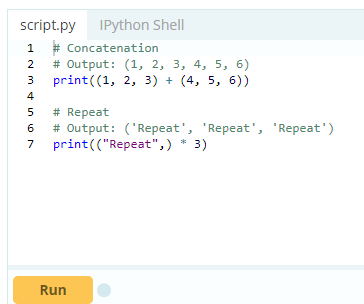 script.py IPython Shell
1 # Concatenation
2 # Output: (1, 2, 3, 4, 5, 6)
3 print((1, 2, 3) + (4, 5, 6))
4
5 # Repeat
6 # Output: ('Repeat', 'Repeat', 'Repeat')
7 print(("Repeat",) * 3)
Run